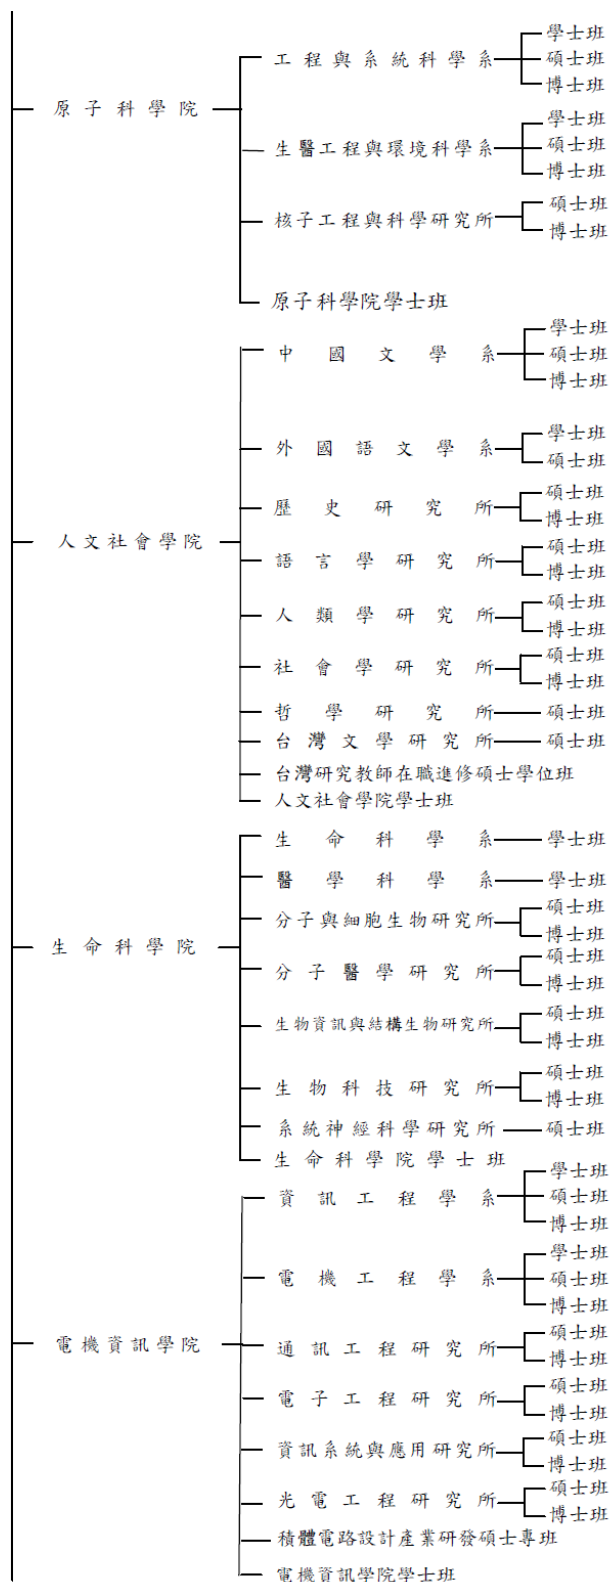 原子科學院
工程與系統科學系
學士班
碩士班
博士班
生醫工程與環境科學系
學士班
碩士班
博士班
核子工程與科學研究所
碩士班
博士班
原子科學院學士班
人文社會學院
中國文學系
學士班
碩士班
博士班
外國語文學系
學士班
碩士班
歷史研究所
碩士班
博士班
語言學研究所
碩士班
博士班
人類學研究所
碩士班
博士班
社會學研究所
碩士班
博士班
哲學研究所
碩士班
台灣文學研究所
碩士班
台灣研究教師在職進修碩士學位班
人文社會學院學士班
生命科學院
生命科學系
學士班
醫學科學系
學士班
分子與細胞生物研究所
碩士班
博士班
分子醫學研究所
碩士班
博士班
生物資訊與結構生物研究所
碩士班
博士班
生物科技研究所
碩士班
博士班
系統神經科學研究所
碩士班
生命科學院學士班
電機資訊學院
資訊工程學系
學士班
碩士班
博士班
電機工程學系
學士班
碩士班
博士班
通訊工程研究所
碩士班
博士班
電子工程研究所
碩士班
博士班
資訊系統與應用研究所
碩士班
博士班
光電工程研究所
碩士班
博士班
積體電路設計產業研發碩士專班
電機資訊學院學士班